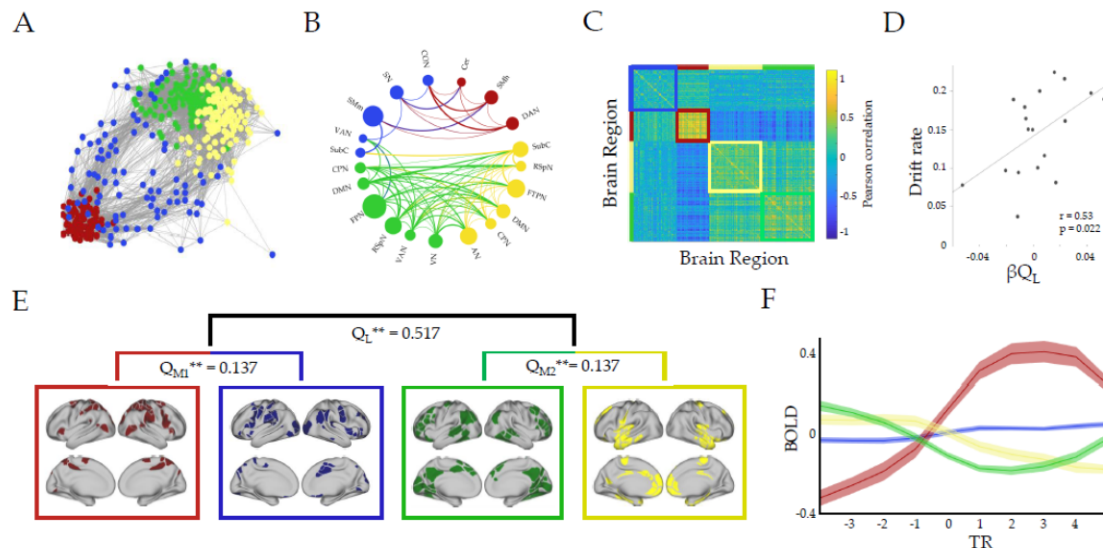 A
B
C
D
CON
Cer
SN
SMh
SMm
DAN
VAN
SubC
SubC
CPN
RSpN
DMN
FTPN
FPN
DMN
RSpN
CPN
VAN
VN
AN
Brain Region
Brain Region
1
0.5
0
-0.5
-1
Pearson correlation
Drift rate
0.2
0.15
0.1
0.05
0
r = 0.53
p = 0.022
-0.04
0
0.04
βQL
E
QL** = 0.517
QM1** = 0.137
QM2**= 0.137
F
BOLD
0.4
0
-0.4
-3
-2
-1
0
1
2
3
4
TR